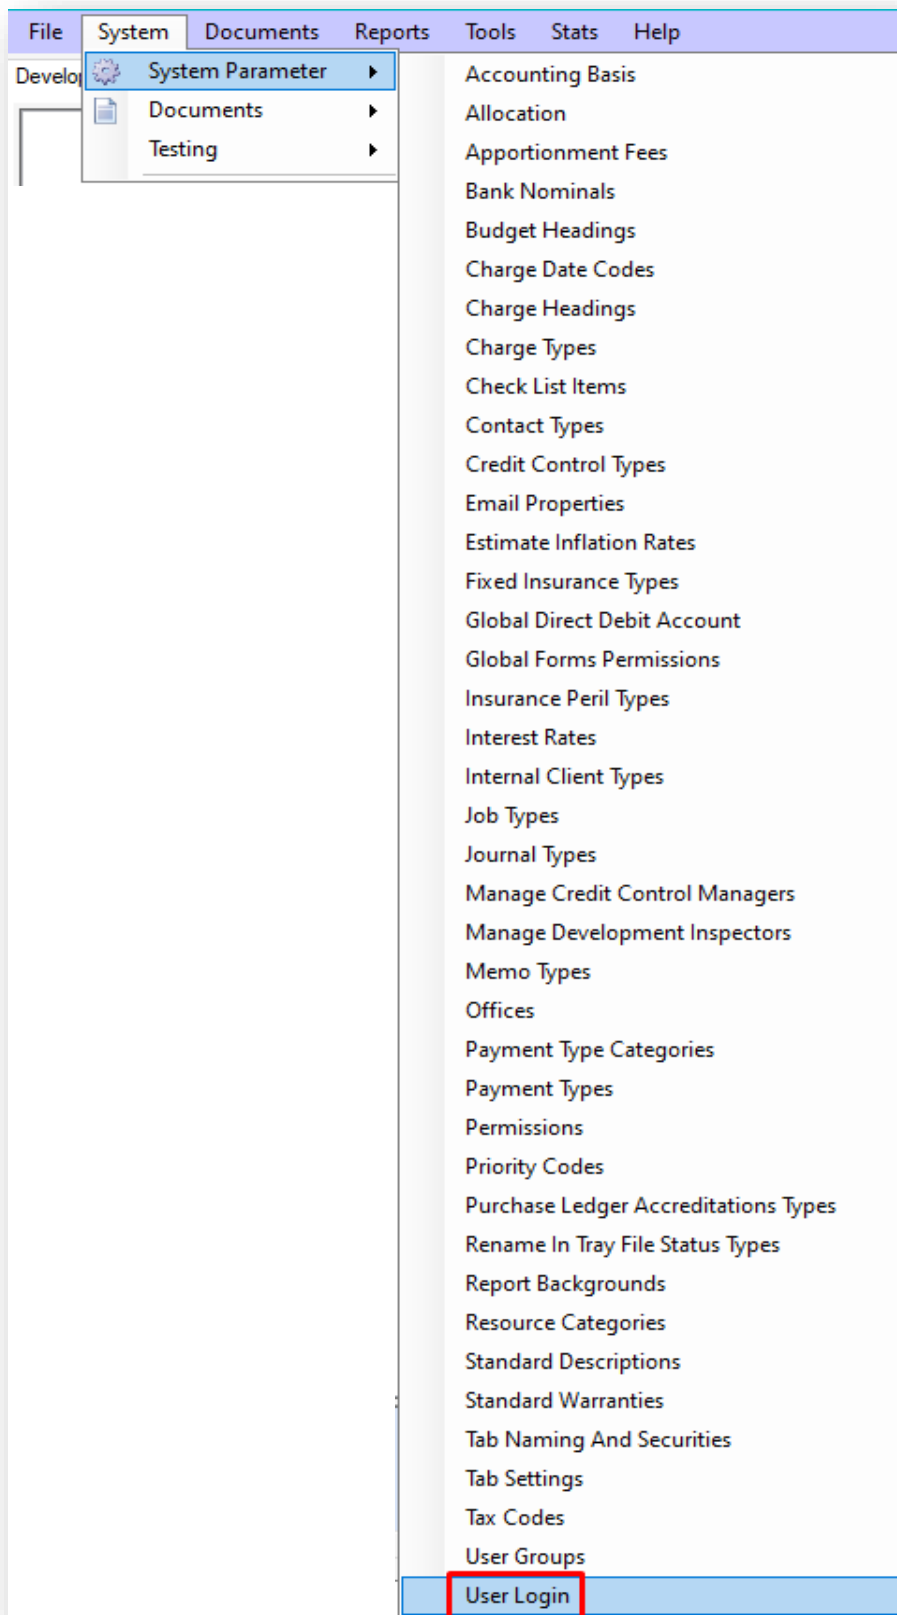 File System Documents Reports Tools Stats Help
Develo
System Parameter
Documents
Testing
Accounting Basis
Allocation
Apportionment Fees
Bank Nominals
Budget Headings
Charge Date Codes
Charge Headings
Charge Types
Check List Items
Contact Types
Credit Control Types
Email Properties
Estimate Inflation Rates
Fixed Insurance Types
Global Direct Debit Account
Global Forms Permissions
Insurance Peril Types
Interest Rates
Internal Client Types
Job Types
Journal Types
Manage Credit Control Managers
Manage Development Inspectors
Memo Types
Offices
Payment Type Categories
Payment Types
Permissions
Priority Codes
Purchase Ledger Accreditations Types
Rename In Tray File Status Types
Report Backgrounds
Resource Categories
Standard Descriptions
Standard Warranties
Tab Naming And Securities
Tab Settings
Tax Codes
User Groups
User Login